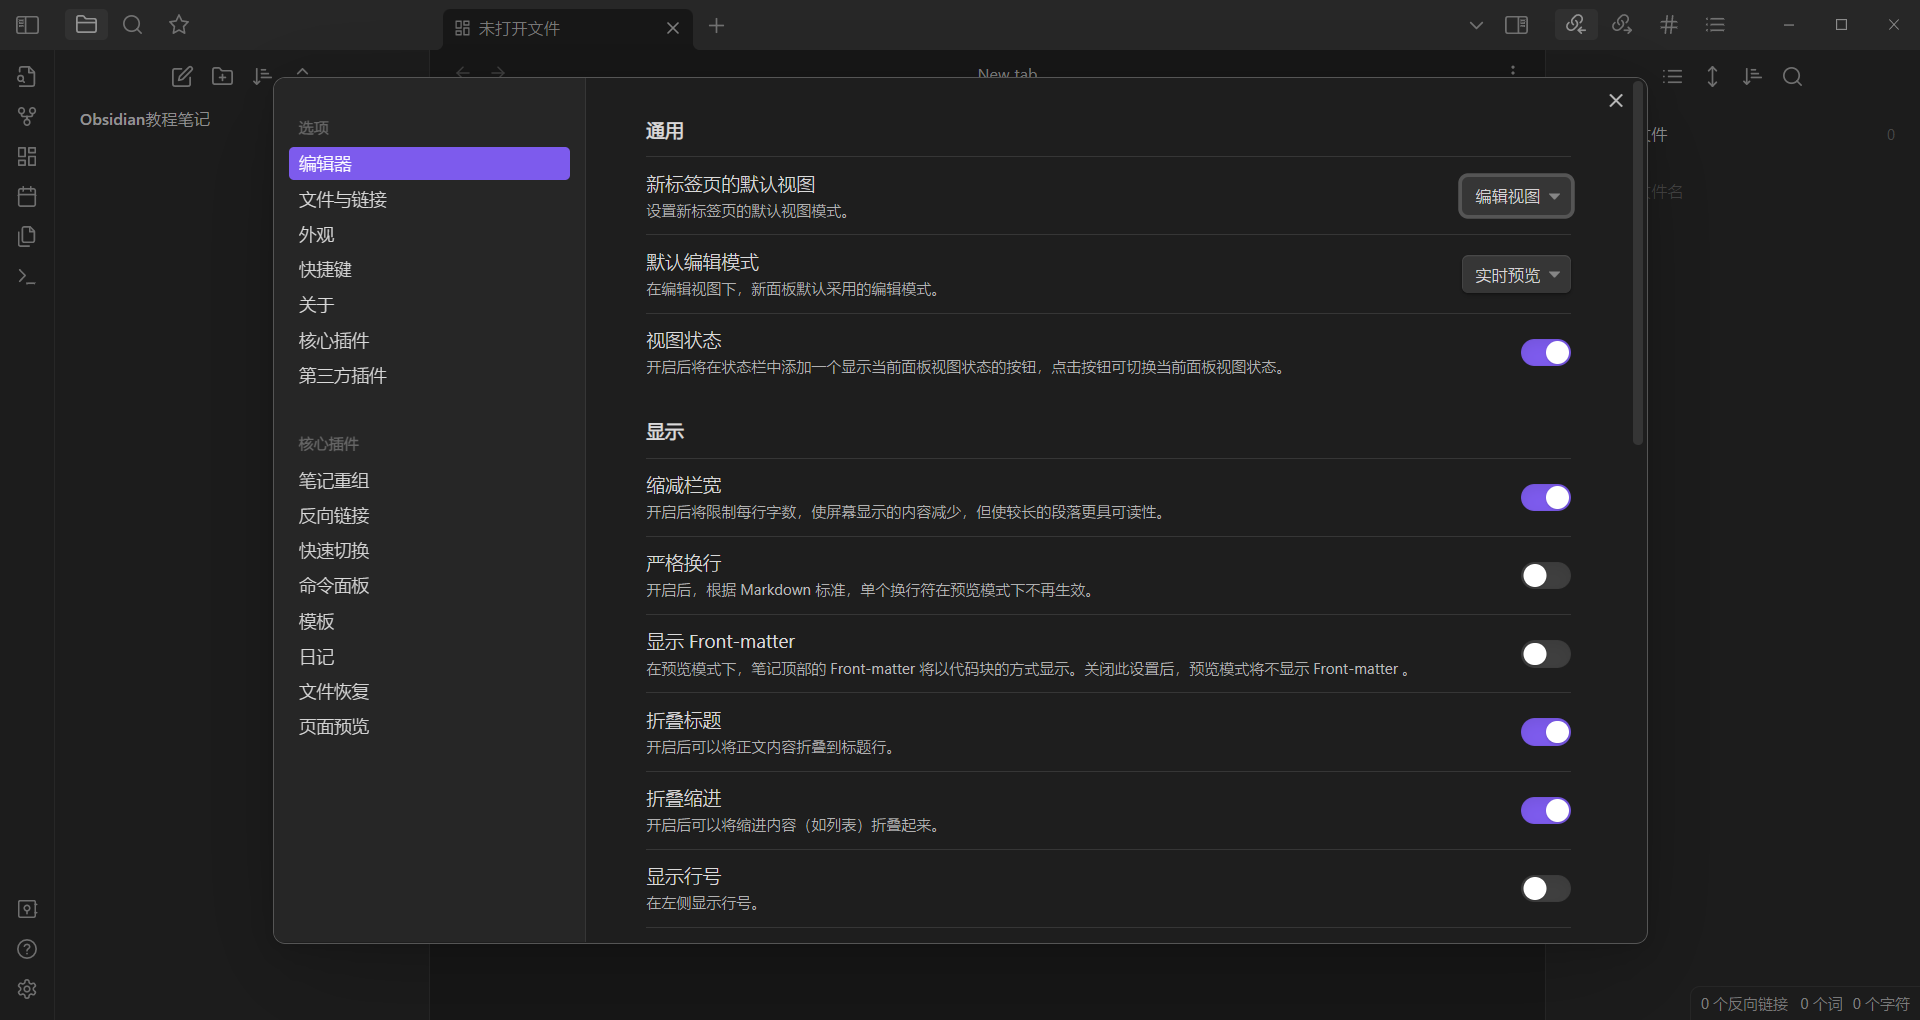 未打开文件
New tab
Obsidian教程笔记
文件
0
文件名
选项
编辑器
文件与链接
外观
快捷键
关于
核心插件
第三方插件
核心插件
笔记重组
反向链接
快速切换
命令面板
模板
日记
文件恢复
页面预览
通用
新标签页的默认视图
设置新标签页的默认视图模式。
编辑视图
默认编辑模式
在编辑视图下，新面板默认采用的编辑模式。
实时预览
视图状态
开启后将在状态栏中添加一个显示当前面板视图状态的按钮，点击按钮可切换当前面板视图状态。
显示
缩减栏宽
开启后将限制每行字数，使屏幕显示的内容减少，但使较长的段落更具可读性。
严格换行
开启后，根据 Markdown 标准，单个换行符在预览模式下不再生效。
显示 Front-matter
在预览模式下，笔记顶部的 Front-matter 将以代码块的方式显示。关闭此设置后，预览模式将不显示 Front-matter 。
折叠标题
开启后可以将正文内容折叠到标题行。
折叠缩进
开启后可以将缩进内容（如列表）折叠起来。
显示行号
在左侧显示行号。
0 个反向链接 0 个词 0 个字符